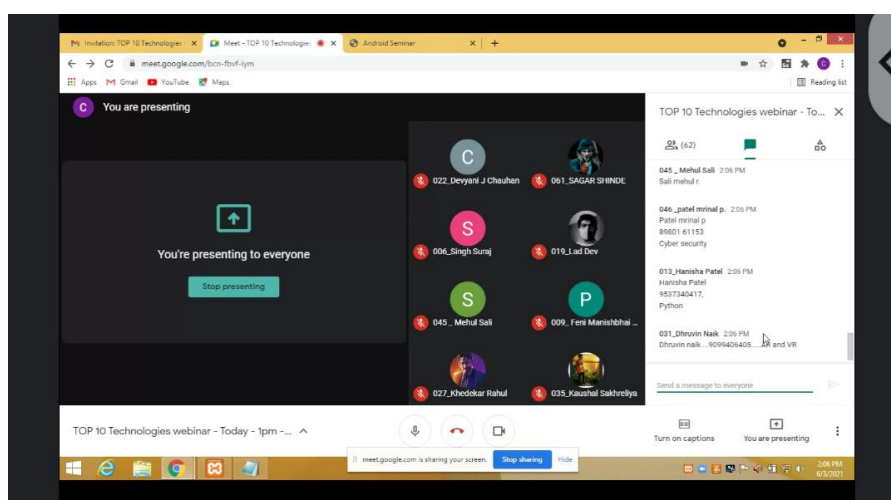 Invitation: TOP 10 Technologies
Meet - TOP 10 Technologies
Android Seminar
meet.google.com/bcn-fbvf-iym
Apps
Gmail
YouTube
Maps
Reading list
C
You are presenting
You're presenting to everyone
Stop presenting
C
022_Devyani J Chauhan
061_SAGAR SHINDE
S
006_Singh Suraj
019_Lad Dev
S
045_ Mehul Sali
P
009_ Feni Manishbhai ...
027_Khedekar Rahul
035_Kaushal Sakhreliya
TOP 10 Technologies webinar - To...
(62)
045 _ Mehul Sali 2:06 PM
Sali mehul r.
046 _patel mrinal p. 2:06 PM
Patel mrinal p
89801 61153
Cyber security
013_Hanisha Patel 2:06 PM
Hanisha Patel
9537340417,
Python
031_Dhruvin Naik 2:06 PM
Dhruvin naik....9099406405.....AR and VR
Send a message to everyone
TOP 10 Technologies webinar - Today - 1pm -...
Turn on captions
You are presenting
meet.google.com is sharing your screen.
Stop sharing
Hide
2:06 PM
6/3/2021